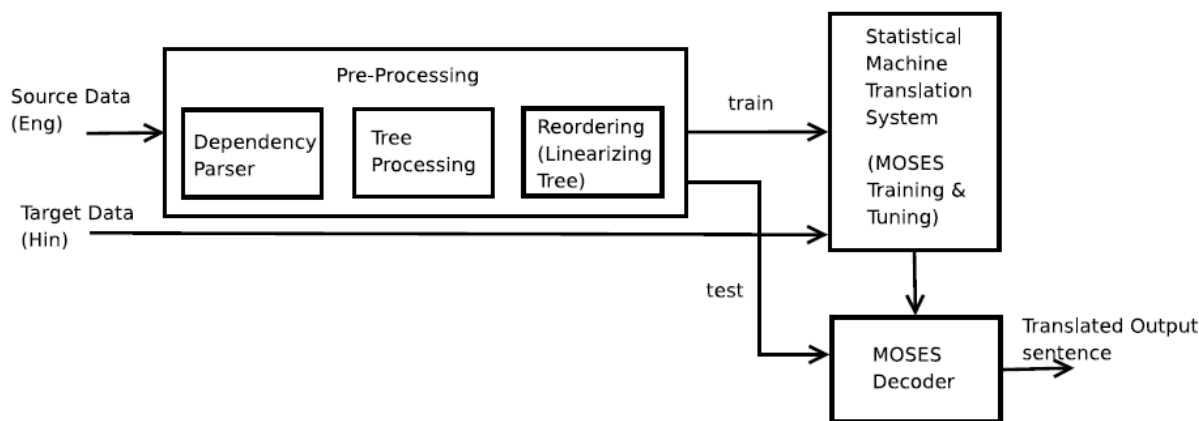 Source Data
(Eng)
Pre-Processing
Dependency
Parser
Tree
Processing
Reordering
(Linearizing
Tree)
train
Statistical
Machine
Translation
System
(MOSES
Training &
Tuning)
Target Data
(Hin)
test
MOSES
Decoder
Translated Output
sentence